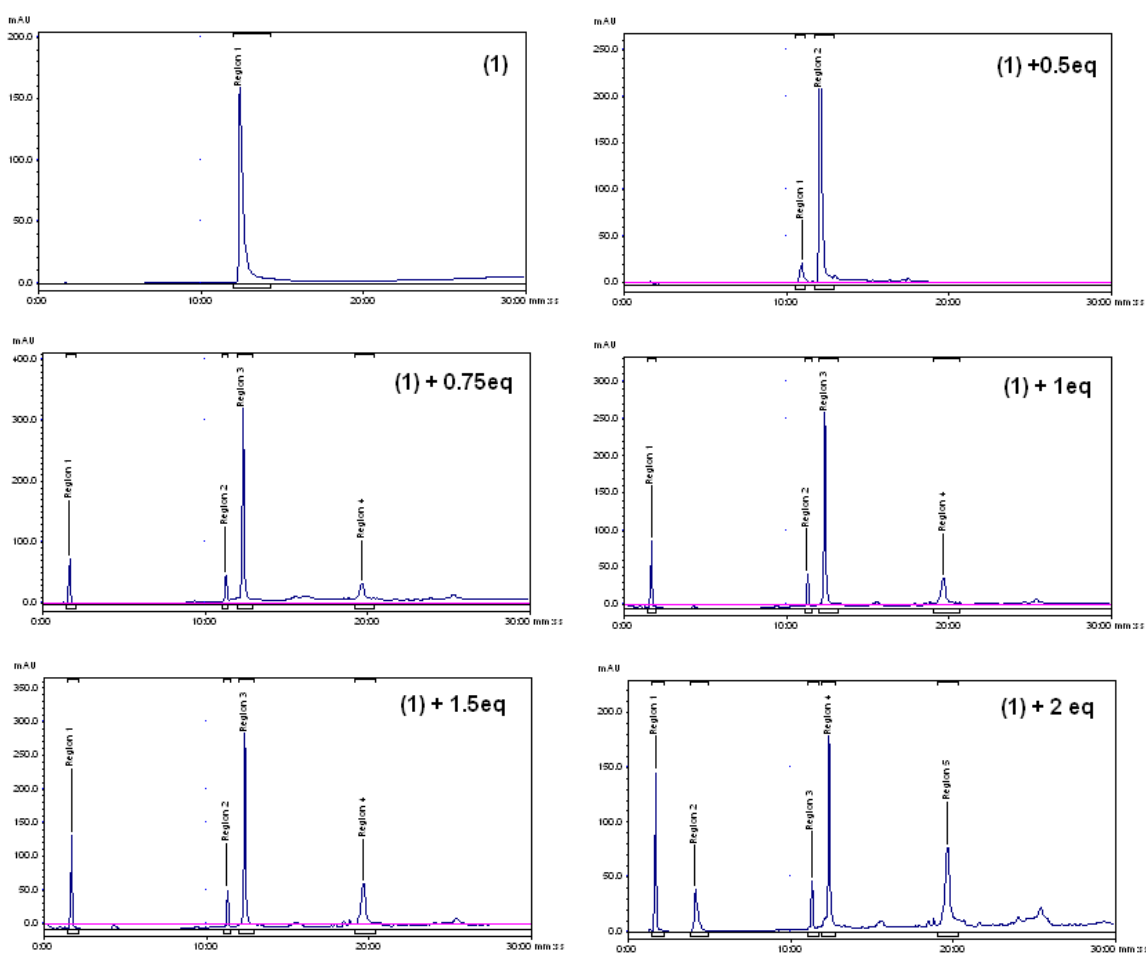 mAU
200.0
150.0
100.0
50.0
0.0
Region 1
(1)
0:00
10:00
20:00
30:00 mm:ss
mAU
250.0
200.0
150.0
100.0
50.0
0.0
Region 1
Region 2
(1) +0.5eq
0:00
10:00
20:00
30:00 mm:ss
mAU
400.0
300.0
200.0
100.0
0.0
Region 1
Region 2
Region 3
Region 4
(1) + 0.75eq
0:00
10:00
20:00
30:00 mm:ss
mAU
300.0
250.0
200.0
150.0
100.0
50.0
0.0
Region 1
Region 2
Region 3
Region 4
(1) + 1eq
0:00
10:00
20:00
30:00 mm:ss
mAU
350.0
300.0
250.0
200.0
150.0
100.0
50.0
0.0
Region 1
Region 2
Region 3
Region 4
(1) + 1.5eq
0:00
10:00
20:00
30:00 mm:ss
mAU
200.0
150.0
100.0
50.0
0.0
Region 1
Region 2
Region 3
Region 4
Region 5
(1) + 2 eq
0:00
10:00
20:00
30:00 mm:ss